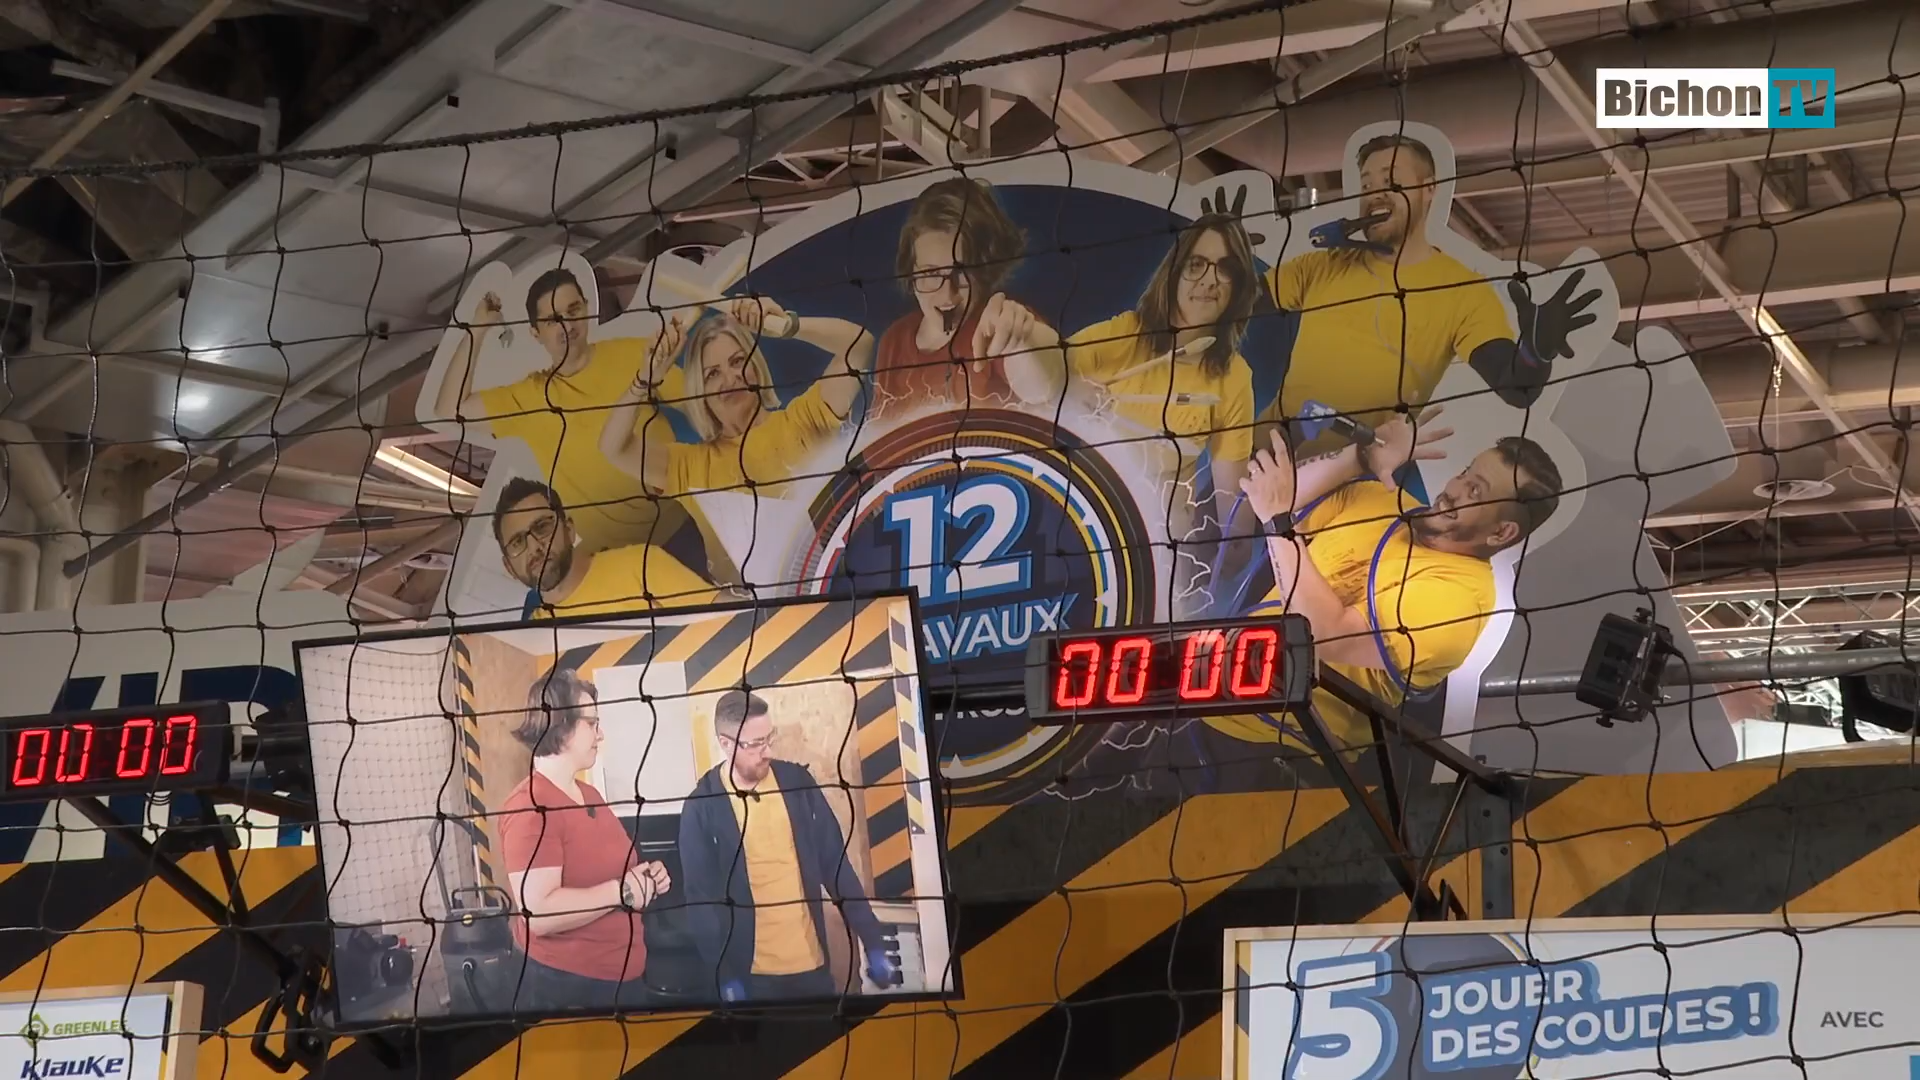 BichonTV
12
AVAUX
00 00
00 00
GREENLEE
Klauke
5
JOUER
DES COUDES !
AVEC